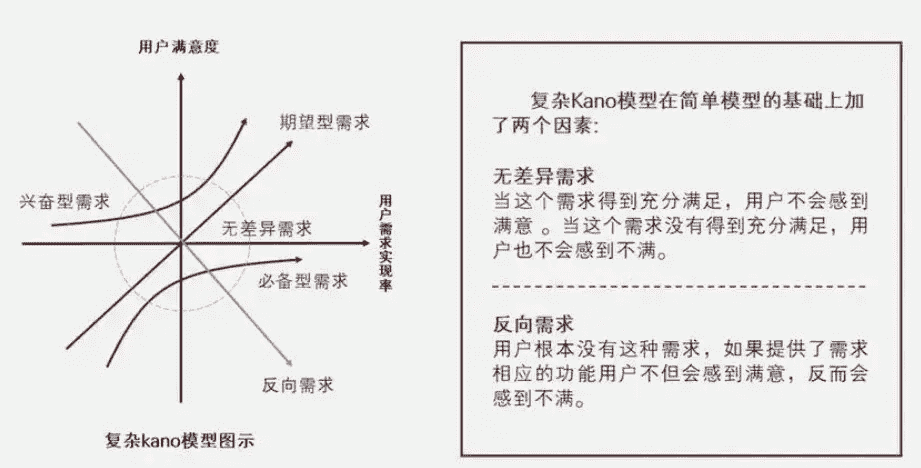 用户满意度
期望型需求
兴奋型需求
用户需求实现率
无差异需求
必备型需求
反向需求
复杂kano模型图示
复杂Kano模型在简单模型的基础上加
了两个因素:
无差异需求
当这个需求得到充分满足，用户不会感到
满意 。当这个需求没有得到充分满足，用
户也不会感到不满。
反向需求
用户根本没有这种需求，如果提供了需求
相应的功能用户不但会感到满意，反而会
感到不满。